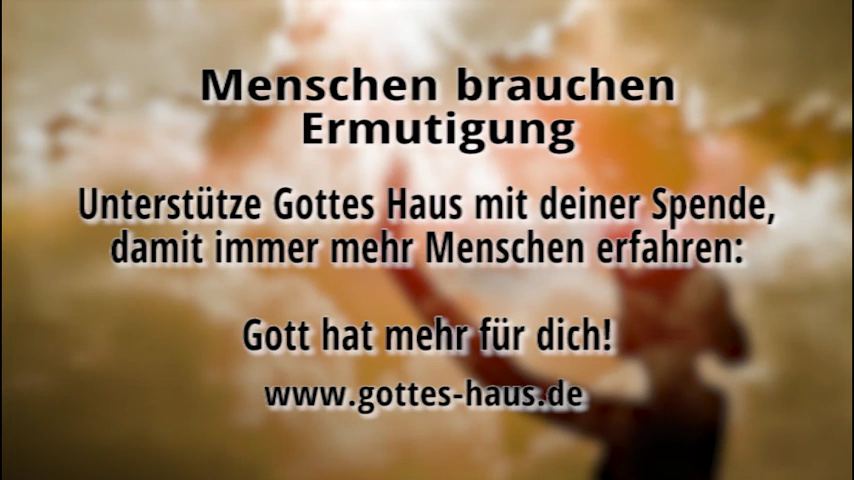 Menschen brauchen
Ermutigung
Unterstütze Gottes Haus mit deiner Spende,
damit immer mehr Menschen erfahren:
Gott hat mehr für dich!
www.gottes-haus.de